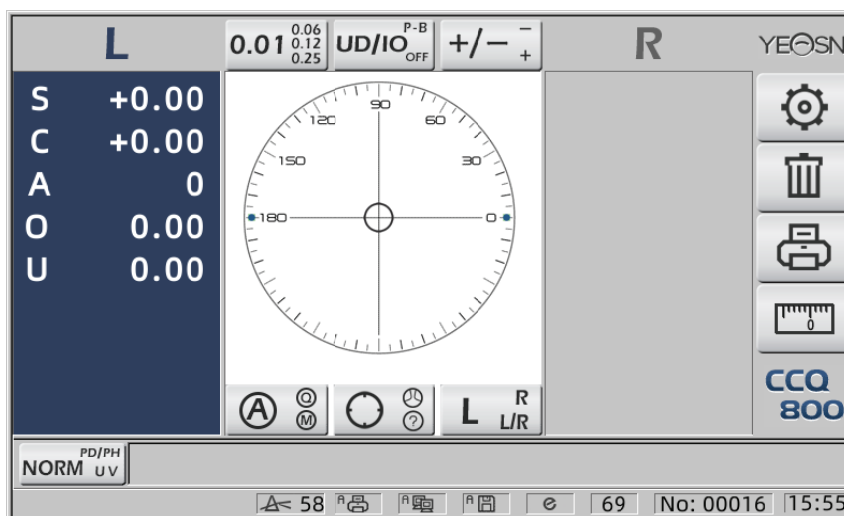 L
0.01 0.06 0.12 0.25
UD/IO P-B OFF
+/− − +
R
YEOSN
S +0.00
C +0.00
A 0
O 0.00
U 0.00
90
120 60
150 30
180 0
0
CCQ
800
A Q M
?
L R L/R
NORM PD/PH UV
58
A
A
A
e
69
No: 00016
15:55